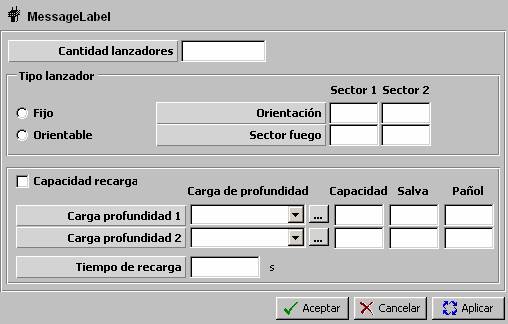 MessageLabel
Cantidad lanzadores
Tipo lanzador
Sector 1 Sector 2
Fijo Orientación
Orientable Sector fuego
Capacidad recarga
Carga de profundidad Capacidad Salva Pañol
Carga profundidad 1 ...
Carga profundidad 2 ...
Tiempo de recarga s
Aceptar Cancelar Aplicar